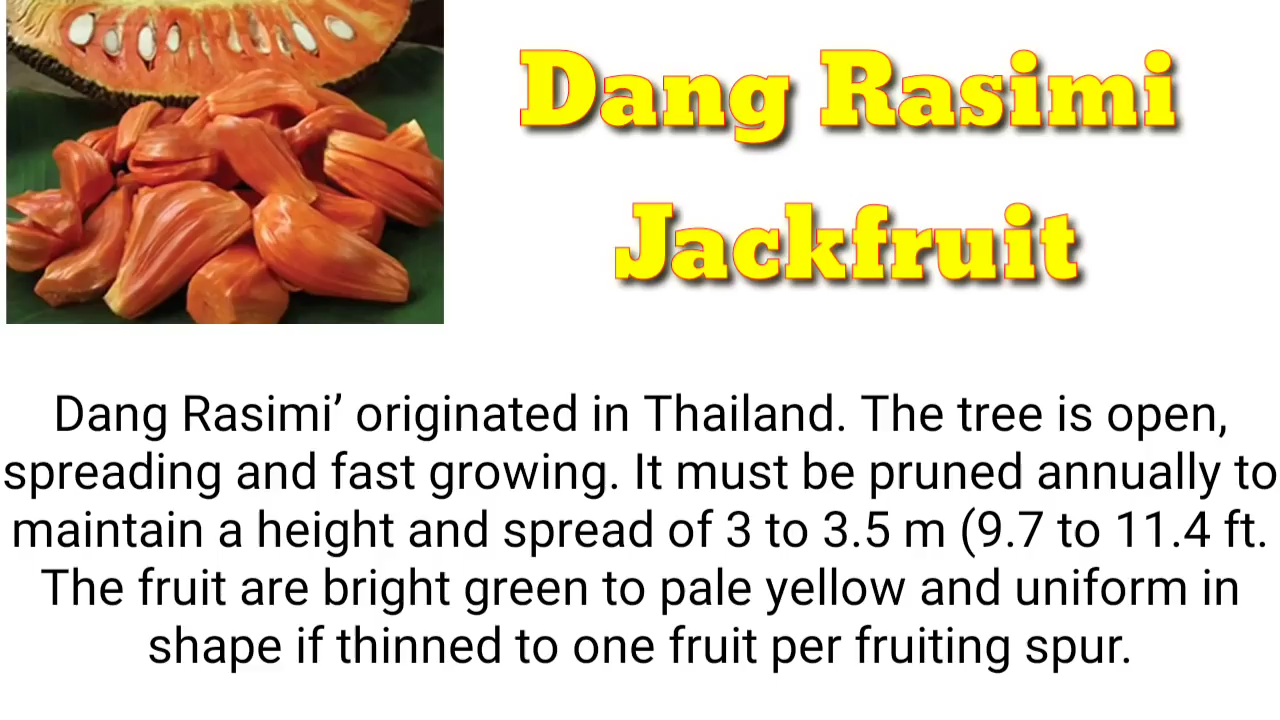 Dang Rasimi
Jackfruit
Dang Rasimi’ originated in Thailand. The tree is open,
spreading and fast growing. It must be pruned annually to
maintain a height and spread of 3 to 3.5 m (9.7 to 11.4 ft.
The fruit are bright green to pale yellow and uniform in
shape if thinned to one fruit per fruiting spur.